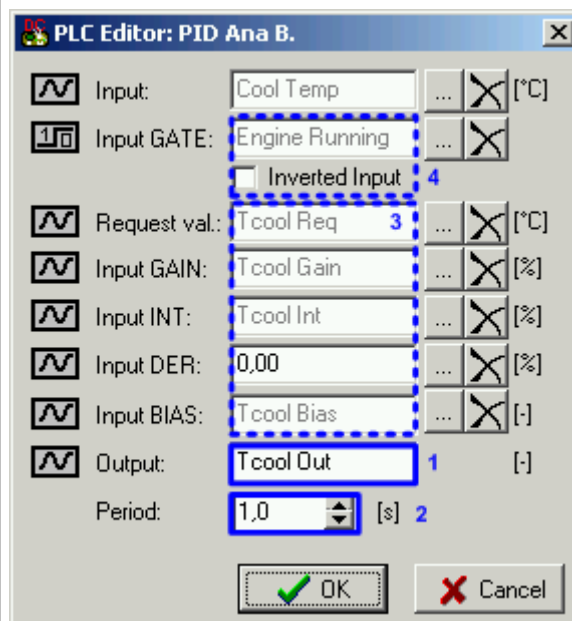 PLC Editor: PID Ana B.
Input: Cool Temp ... [°C]
Input GATE: Engine Running ...
Inverted Input 4
Request val.: Tcool Req 3 ... [°C]
Input GAIN: Tcool Gain ... [%]
Input INT: Tcool Int ... [%]
Input DER: 0,00 ... [%]
Input BIAS: Tcool Bias ... [-]
Output: Tcool Out 1 [-]
Period: 1,0 [s] 2
OK Cancel